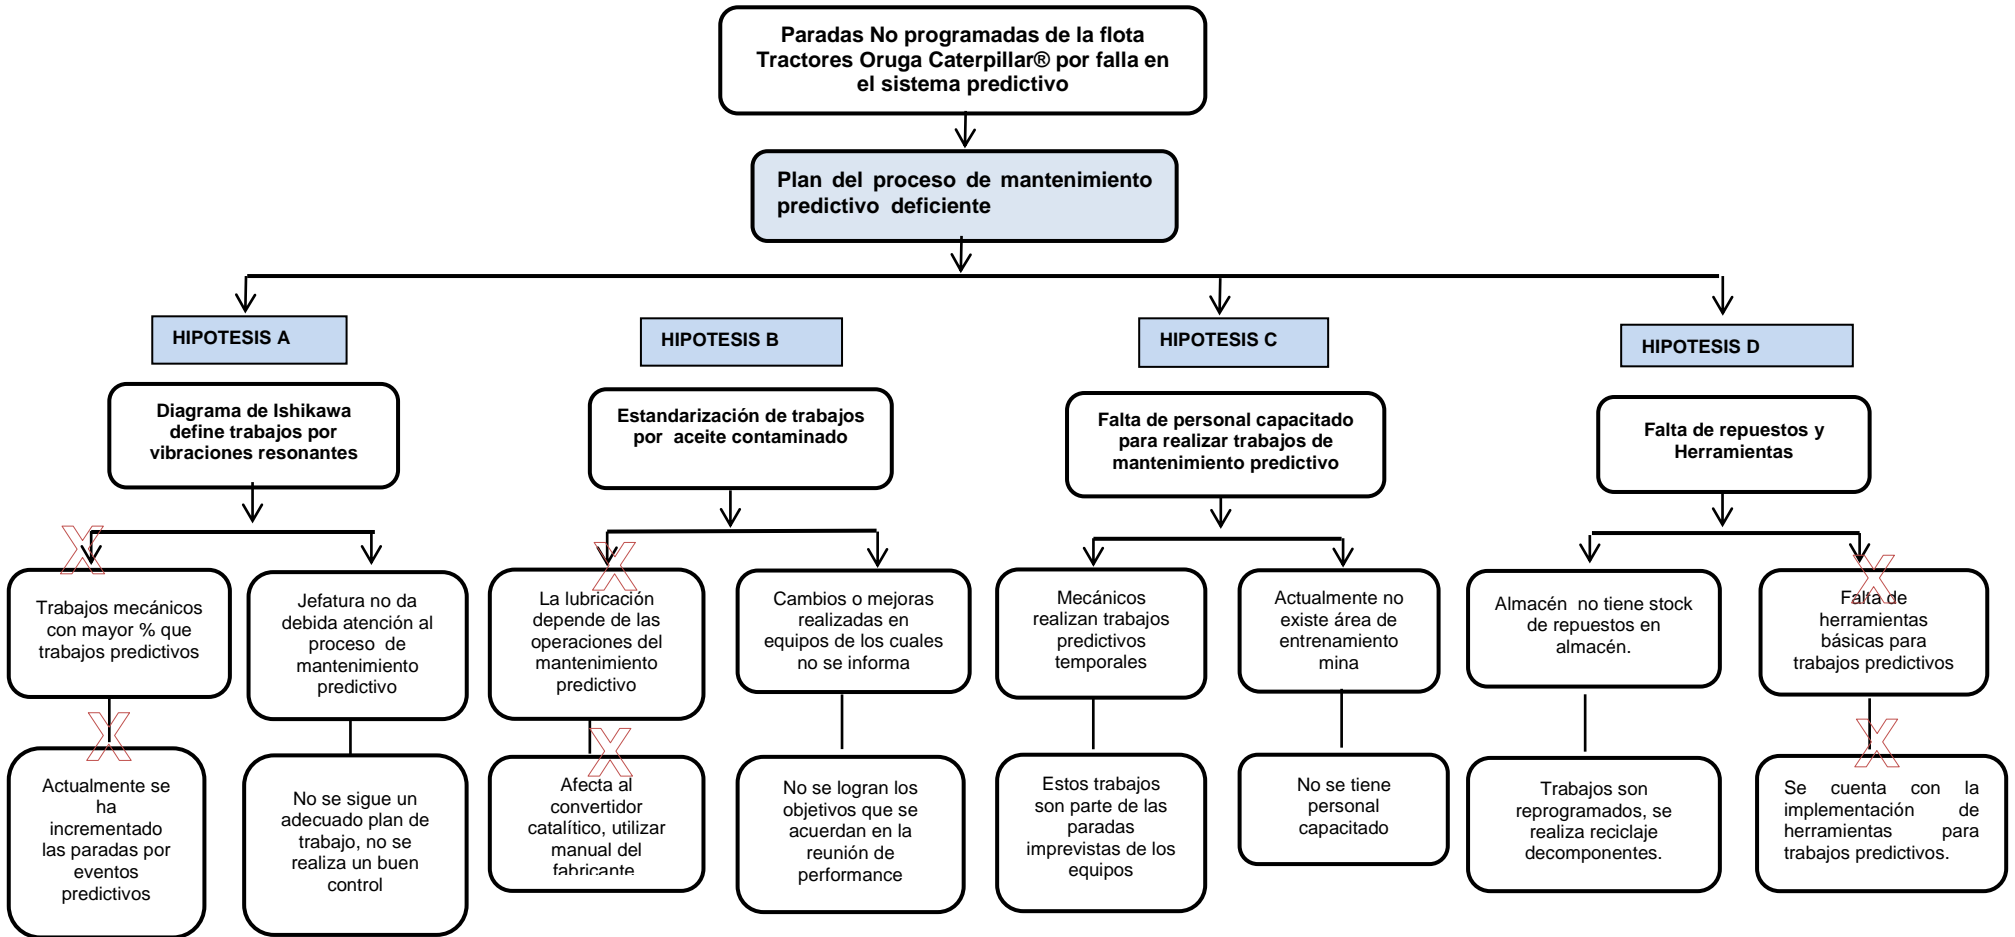 Paradas No programadas de la flota
Tractores Oruga Caterpillar® por falla en
el sistema predictivo
Plan del proceso de mantenimiento
predictivo deficiente
HIPOTESIS A
HIPOTESIS B
HIPOTESIS C
HIPOTESIS D
Diagrama de Ishikawa
define trabajos por
vibraciones resonantes
Estandarización de trabajos
por aceite contaminado
Falta de personal capacitado
para realizar trabajos de
mantenimiento predictivo
Falta de repuestos y
Herramientas
X
X
X
Trabajos mecánicos
con mayor % que
trabajos predictivos
Jefatura no da
debida atención al
proceso de
mantenimiento
predictivo
La lubricación
depende de las
operaciones del
mantenimiento
predictivo
Cambios o mejoras
realizadas en
equipos de los cuales
no se informa
Mecánicos
realizan trabajos
predictivos
temporales
Actualmente no
existe área de
entrenamiento
mina
Almacén no tiene stock
de repuestos en
almacén.
Falta de
herramientas
básicas para
trabajos predictivos
X
X
X
Actualmente se
ha
incrementado
las paradas por
eventos
predictivos
No se sigue un
adecuado plan de
trabajo, no se
realiza un buen
control
Afecta al
convertidor
catalítico, utilizar
manual del
fabricante
No se logran los
objetivos que se
acuerdan en la
reunión de
performance
Estos trabajos
son parte de las
paradas
imprevistas de los
equipos
No se tiene
personal
capacitado
Trabajos son
reprogramados, se
realiza reciclaje
decomponentes.
Se cuenta con la
implementación de
herramientas para
trabajos predictivos.